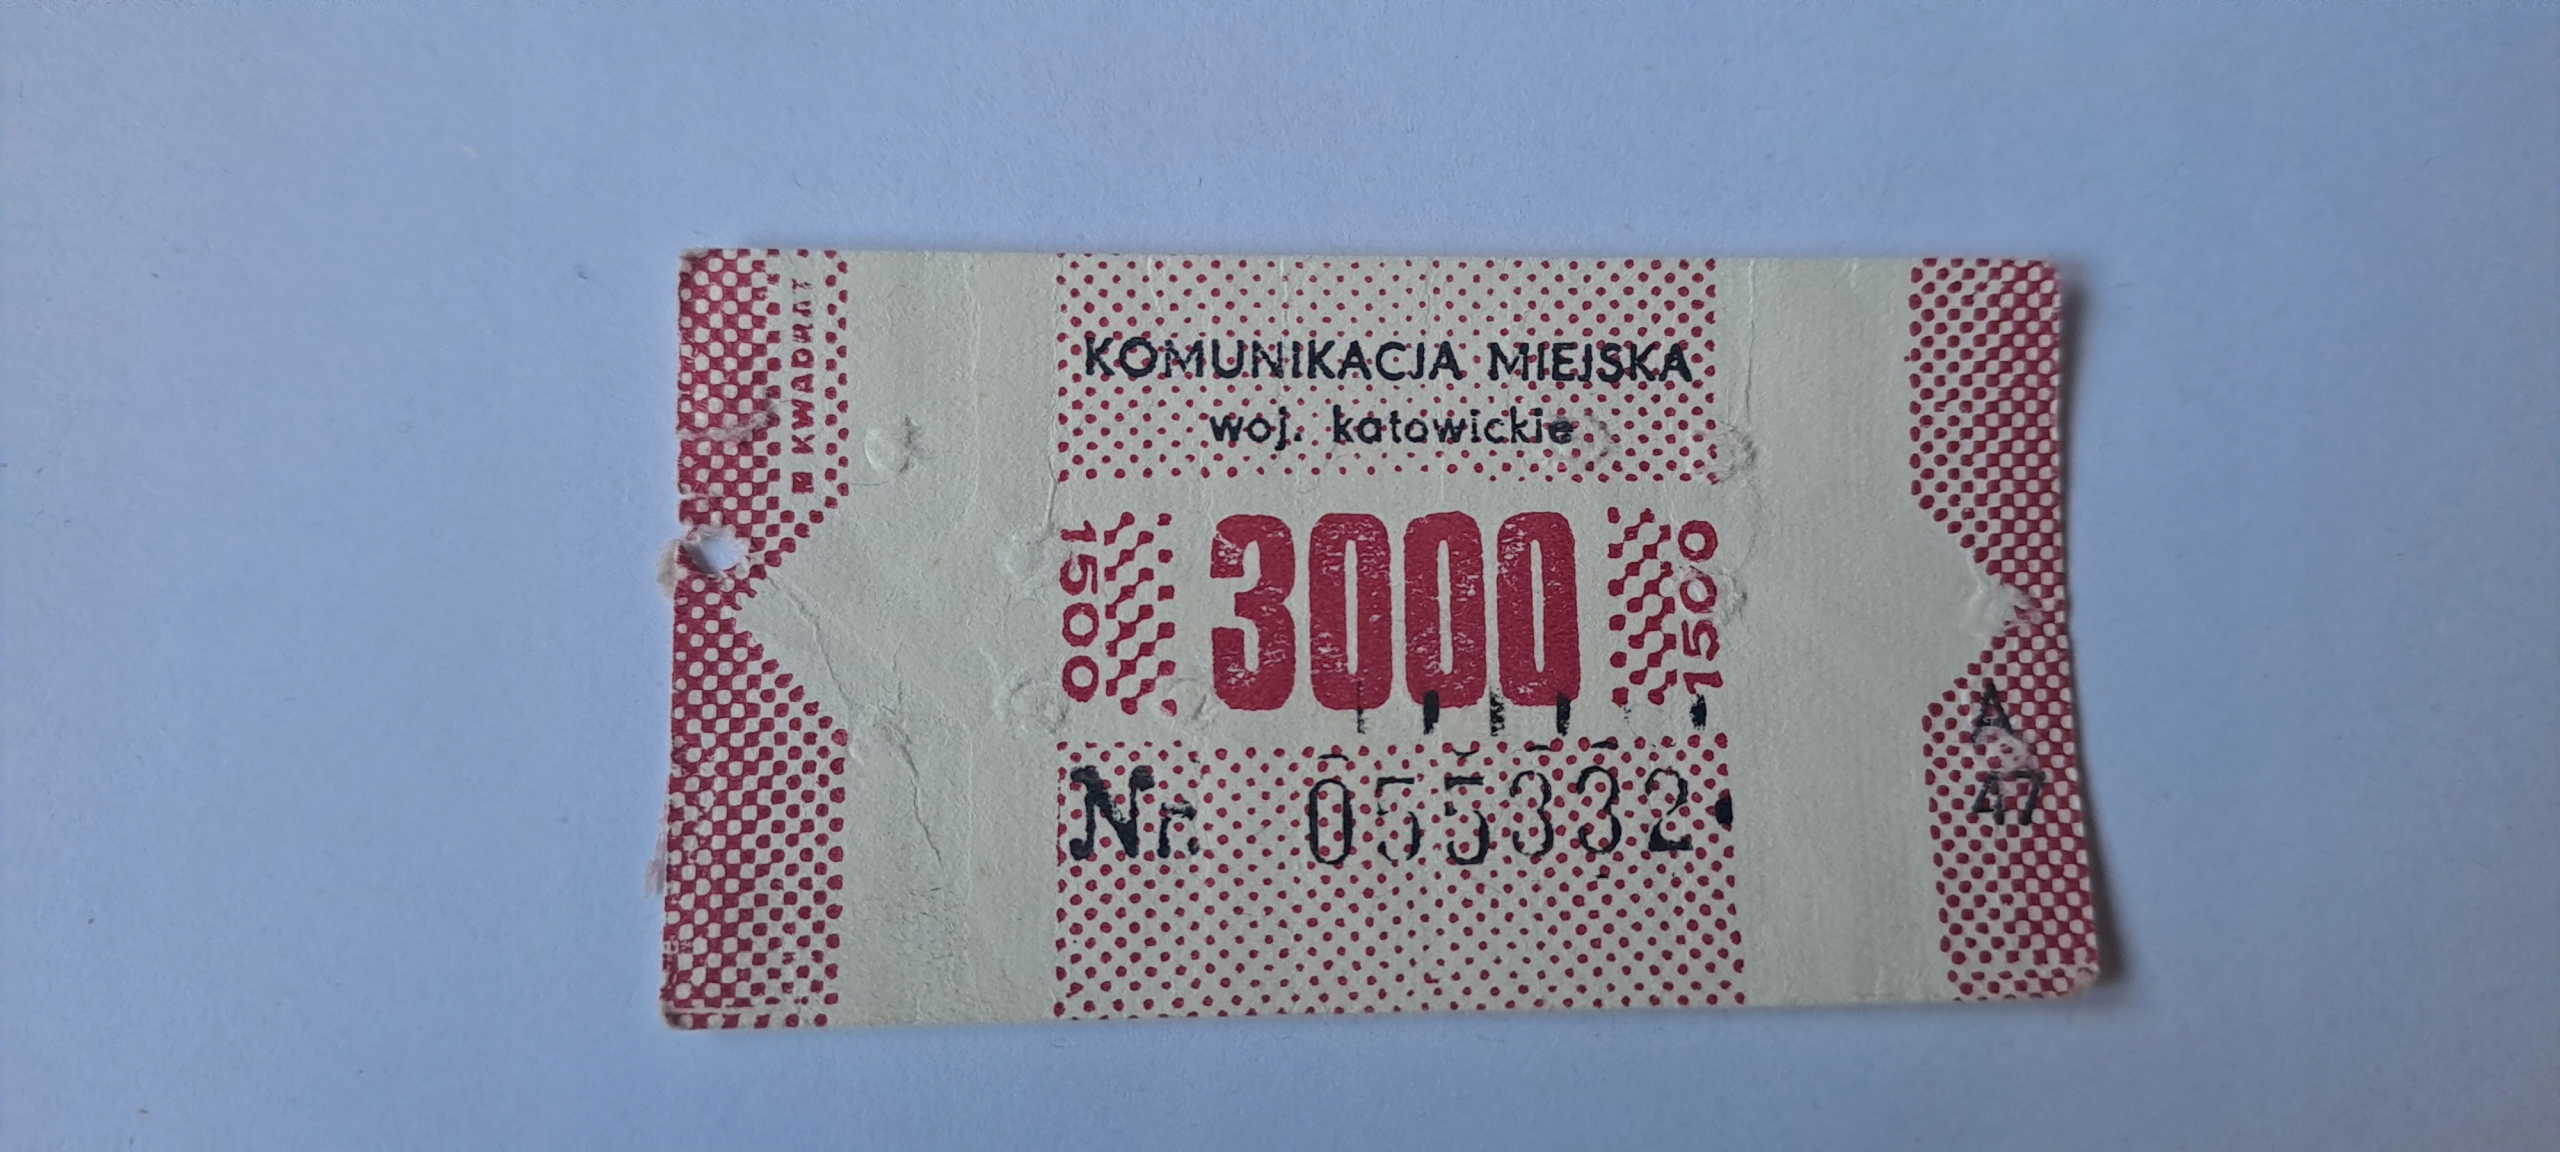 KWADRAT
KOMUNIKACJA MIEJSKA
woj. katowickie
1500
3000
1500
Nr 055332
A
47